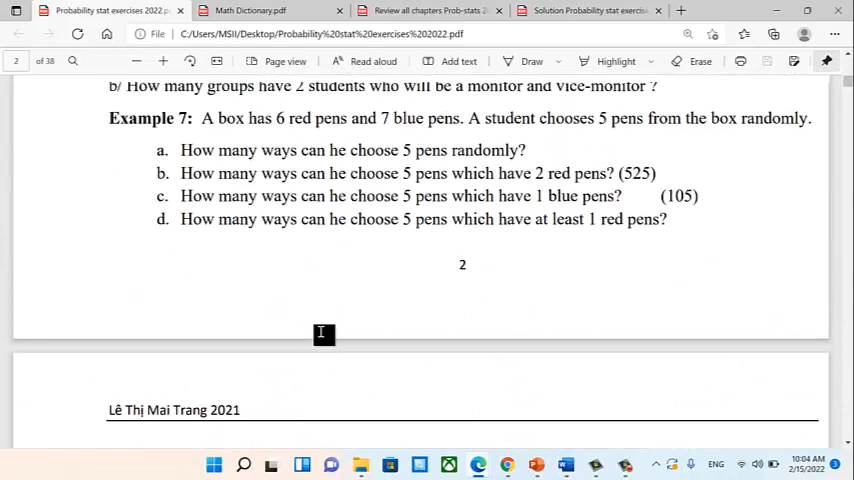 Probability stat exercises 2022.p
Math Dictionary.pdf
Review all chapters Prob-stats 2
Solution Probability stat exercise
File
C:/Users/MSII/Desktop/Probability%20stat%20exercises%202022.pdf
2 of 38
Page view
Read aloud
Add text
Draw
Highlight
Erase
b/ How many groups have 2 students who will be a monitor and vice-monitor ?
Example 7: A box has 6 red pens and 7 blue pens. A student chooses 5 pens from the box randomly.
a. How many ways can he choose 5 pens randomly?
b. How many ways can he choose 5 pens which have 2 red pens? (525)
c. How many ways can he choose 5 pens which have 1 blue pens? (105)
d. How many ways can he choose 5 pens which have at least 1 red pens?
2
Lê Thị Mai Trang 2021
ENG
10:04 AM
2/15/2022
3